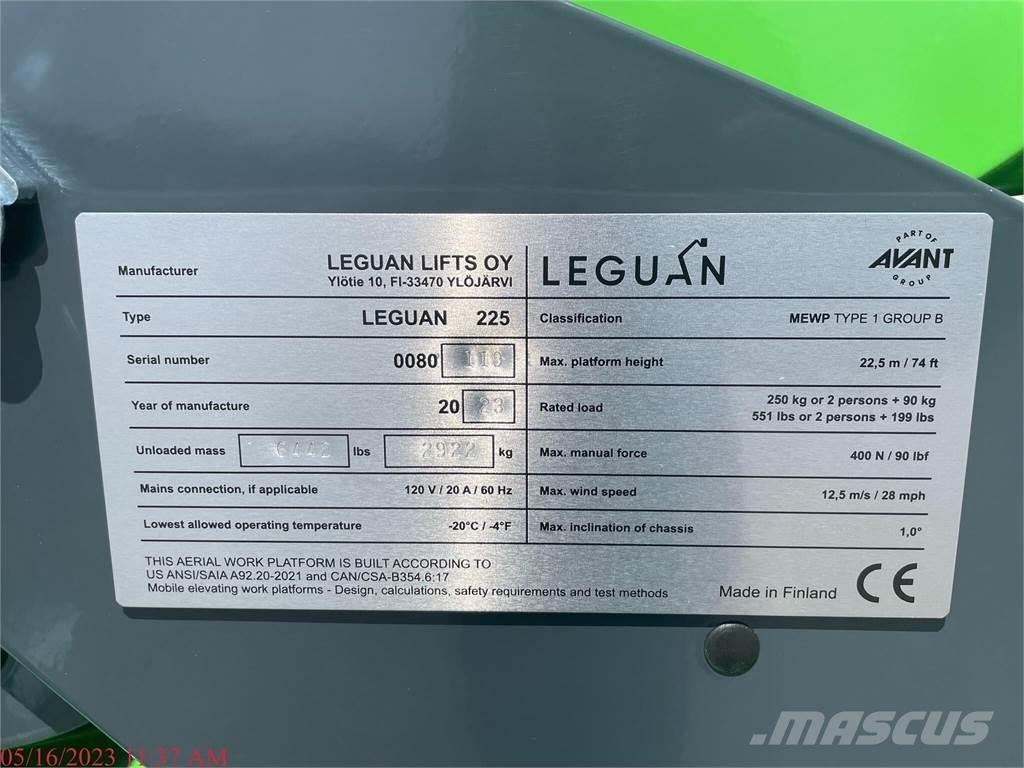 Manufacturer LEGUAN LIFTS OY
Ylötie 10, FI-33470 YLÖJÄRVI
LEGUAN
PART OF
AVANT
GROUP
Type LEGUAN 225
Classification MEWP TYPE 1 GROUP B
Serial number 0080 113
Max. platform height 22,5 m / 74 ft
Year of manufacture 20 23
Rated load 250 kg or 2 persons + 90 kg
551 lbs or 2 persons + 199 lbs
Unloaded mass 6442 lbs 2922 kg
Max. manual force 400 N / 90 lbf
Mains connection, if applicable 120 V / 20 A / 60 Hz
Max. wind speed 12,5 m/s / 28 mph
Lowest allowed operating temperature -20°C / -4°F
Max. inclination of chassis 1,0°
THIS AERIAL WORK PLATFORM IS BUILT ACCORDING TO
US ANSI/SAIA A92.20-2021 and CAN/CSA-B354.6:17
Mobile elevating work platforms - Design, calculations, safety requirements and test methods
Made in Finland CE
MASCUS
05/16/2023 11:37 AM